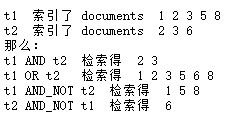 t1 索引了 documents 1 2 3 5 8
t2 索引了 documents 2 3 6
那么：
t1 AND t2 检索得 2 3
t1 OR t2 检索得 1 2 3 5 6 8
t1 AND_NOT t2 检索得 1 5 8
t2 AND_NOT t1 检索得 6